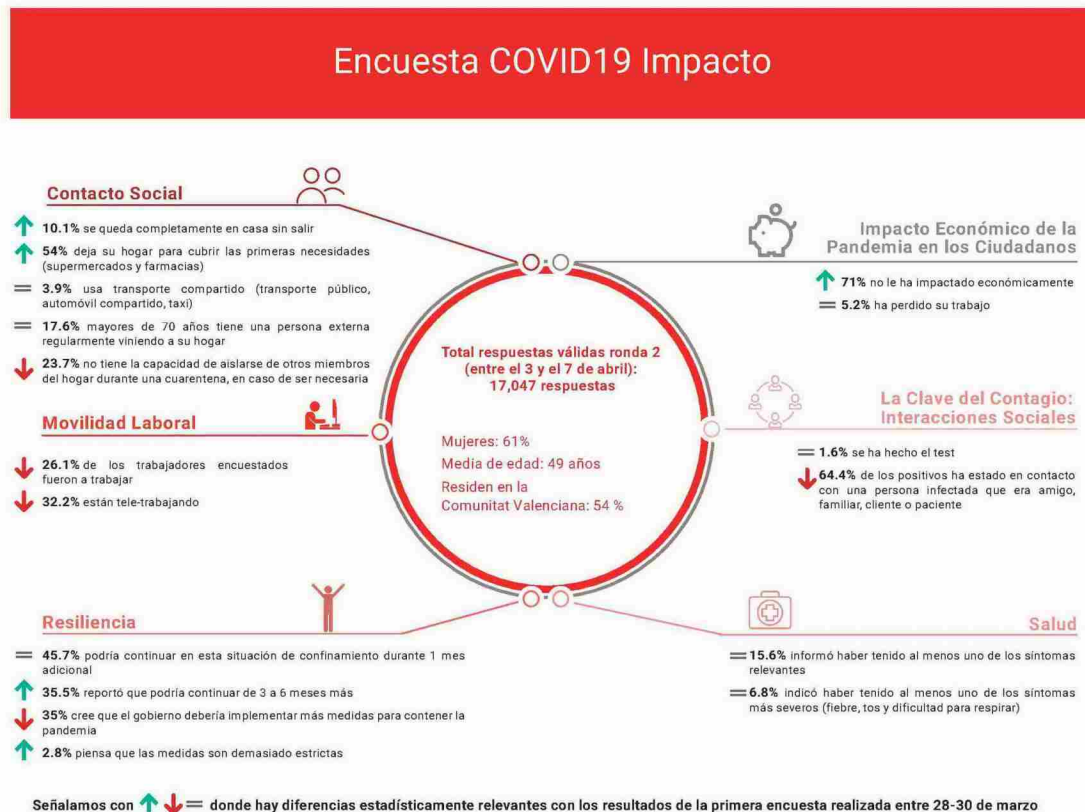 Encuesta COVID19 Impacto
Contacto Social
↑ 10.1% se queda completamente en casa sin salir
↑ 54% deja su hogar para cubrir las primeras necesidades
(supermercados y farmacias)
= 3.9% usa transporte compartido (transporte público,
automóvil compartido, taxi)
= 17.6% mayores de 70 años tiene una persona externa
regularmente viniendo a su hogar
↓ 23.7% no tiene la capacidad de aislarse de otros miembros
del hogar durante una cuarentena, en caso de ser necesaria
Movilidad Laboral
↓ 26.1% de los trabajadores encuestados
fueron a trabajar
↓ 32.2% están tele-trabajando
Resiliencia
= 45.7% podría continuar en esta situación de confinamiento durante 1 mes
adicional
↑ 35.5% reportó que podría continuar de 3 a 6 meses más
↓ 35% cree que el gobierno debería implementar más medidas para contener la
pandemia
↑ 2.8% piensa que las medidas son demasiado estrictas
Total respuestas válidas ronda 2
(entre el 3 y el 7 de abril):
17,047 respuestas
Mujeres: 61%
Media de edad: 49 años
Residen en la
Comunitat Valenciana: 54 %
Impacto Económico de la
Pandemia en los Ciudadanos
↑ 71% no le ha impactado económicamente
= 5.2% ha perdido su trabajo
La Clave del Contagio:
Interacciones Sociales
= 1.6% se ha hecho el test
↓ 64.4% de los positivos ha estado en contacto
con una persona infectada que era amigo,
familiar, cliente o paciente
Salud
= 15.6% informó haber tenido al menos uno de los síntomas
relevantes
= 6.8% indicó haber tenido al menos uno de los síntomas
más severos (fiebre, tos y dificultad para respirar)
Señalamos con ↑ ↓ = donde hay diferencias estadísticamente relevantes con los resultados de la primera encuesta realizada entre 28-30 de marzo